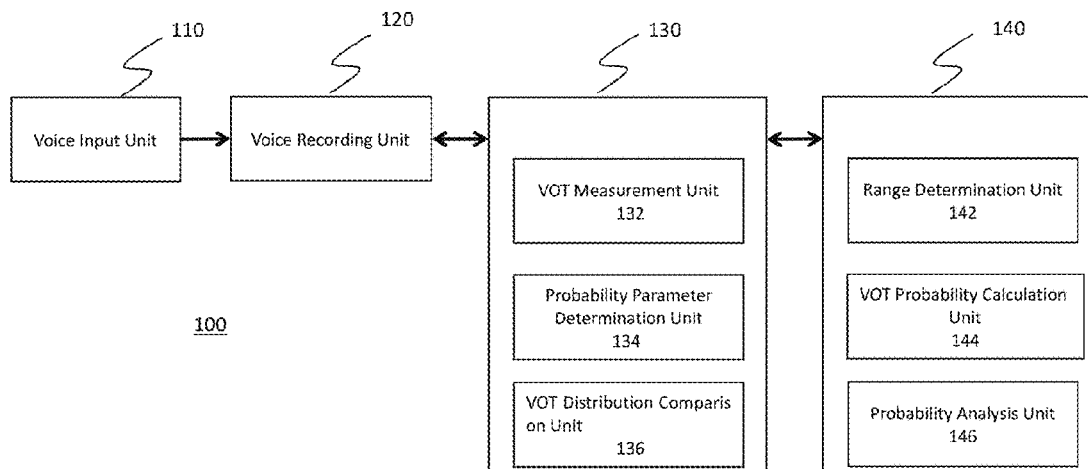 110
120
130
140
Voice Input Unit
Voice Recording Unit
VOT Measurement Unit
132
Range Determination Unit
142
Probability Parameter
Determination Unit
134
VOT Probability Calculation
Unit
144
100
VOT Distribution Comparis
on Unit
136
Probability Analysis Unit
146